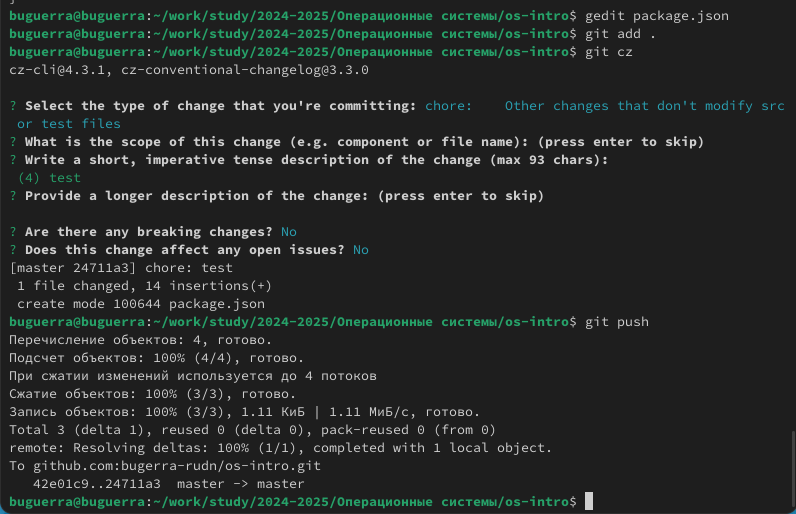 buguerra@buguerra:~/work/study/2024-2025/Операционные системы/os-intro$ gedit package.json
buguerra@buguerra:~/work/study/2024-2025/Операционные системы/os-intro$ git add .
buguerra@buguerra:~/work/study/2024-2025/Операционные системы/os-intro$ git cz
cz-cli@4.3.1, cz-conventional-changelog@3.3.0
? Select the type of change that you're committing: chore:    Other changes that don't modify src
 or test files
? What is the scope of this change (e.g. component or file name): (press enter to skip)
? Write a short, imperative tense description of the change (max 93 chars):
 (4) test
? Provide a longer description of the change: (press enter to skip)
? Are there any breaking changes? No
? Does this change affect any open issues? No
[master 24711a3] chore: test
 1 file changed, 14 insertions(+)
 create mode 100644 package.json
buguerra@buguerra:~/work/study/2024-2025/Операционные системы/os-intro$ git push
Перечисление объектов: 4, готово.
Подсчет объектов: 100% (4/4), готово.
При сжатии изменений используется до 4 потоков
Сжатие объектов: 100% (3/3), готово.
Запись объектов: 100% (3/3), 1.11 КиБ | 1.11 МиБ/с, готово.
Total 3 (delta 1), reused 0 (delta 0), pack-reused 0 (from 0)
remote: Resolving deltas: 100% (1/1), completed with 1 local object.
To github.com:bugerra-rudn/os-intro.git
   42e01c9..24711a3  master -> master
buguerra@buguerra:~/work/study/2024-2025/Операционные системы/os-intro$